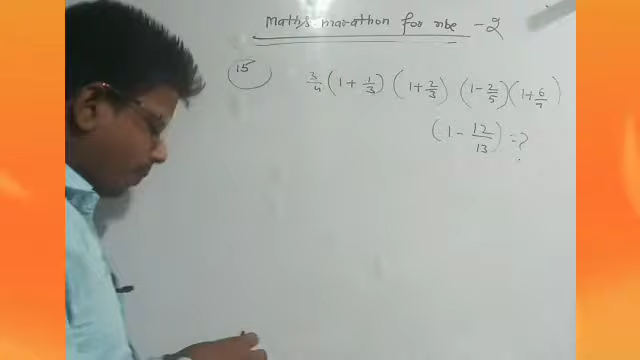 Maths marathon for nbe - 2
15 3/4 (1 + 1/3) (1 + 2/3) (1 - 2/5) (1 + 6/7)
(1 - 12/13) = ?